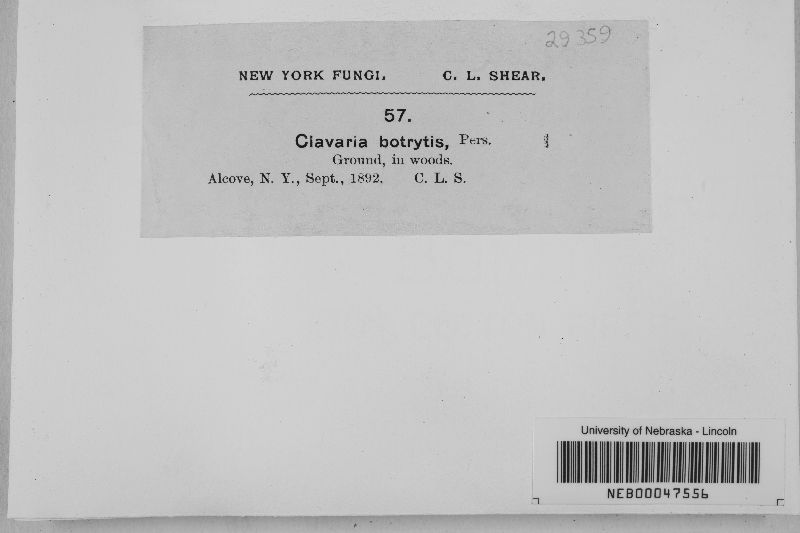 29359
NEW YORK FUNGI. C. L. SHEAR.
57.
Clavaria botrytis, Pers.
Ground, in woods.
Alcove, N. Y., Sept., 1892. C. L. S.
University of Nebraska - Lincoln
NEB00047556